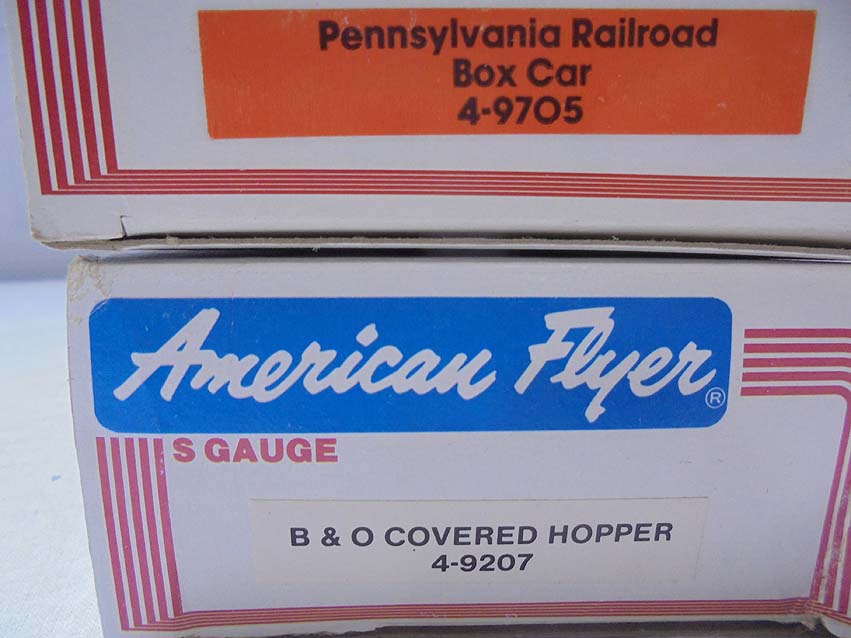 Pennsylvania Railroad
Box Car
4-9705
American Flyer®
S GAUGE
B & O COVERED HOPPER
4-9207